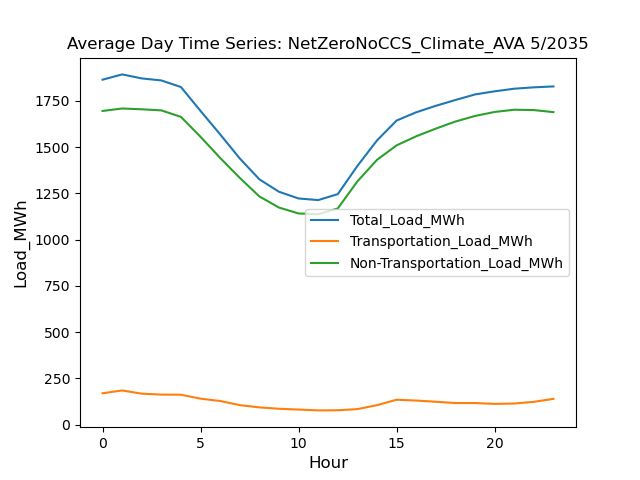 Average Day Time Series: NetZeroNoCCS_Climate_AVA 5/2035
Load_MWh
1750
1500
1250
1000
750
500
250
0
Total_Load_MWh
Transportation_Load_MWh
Non-Transportation_Load_MWh
0 5 10 15 20
Hour